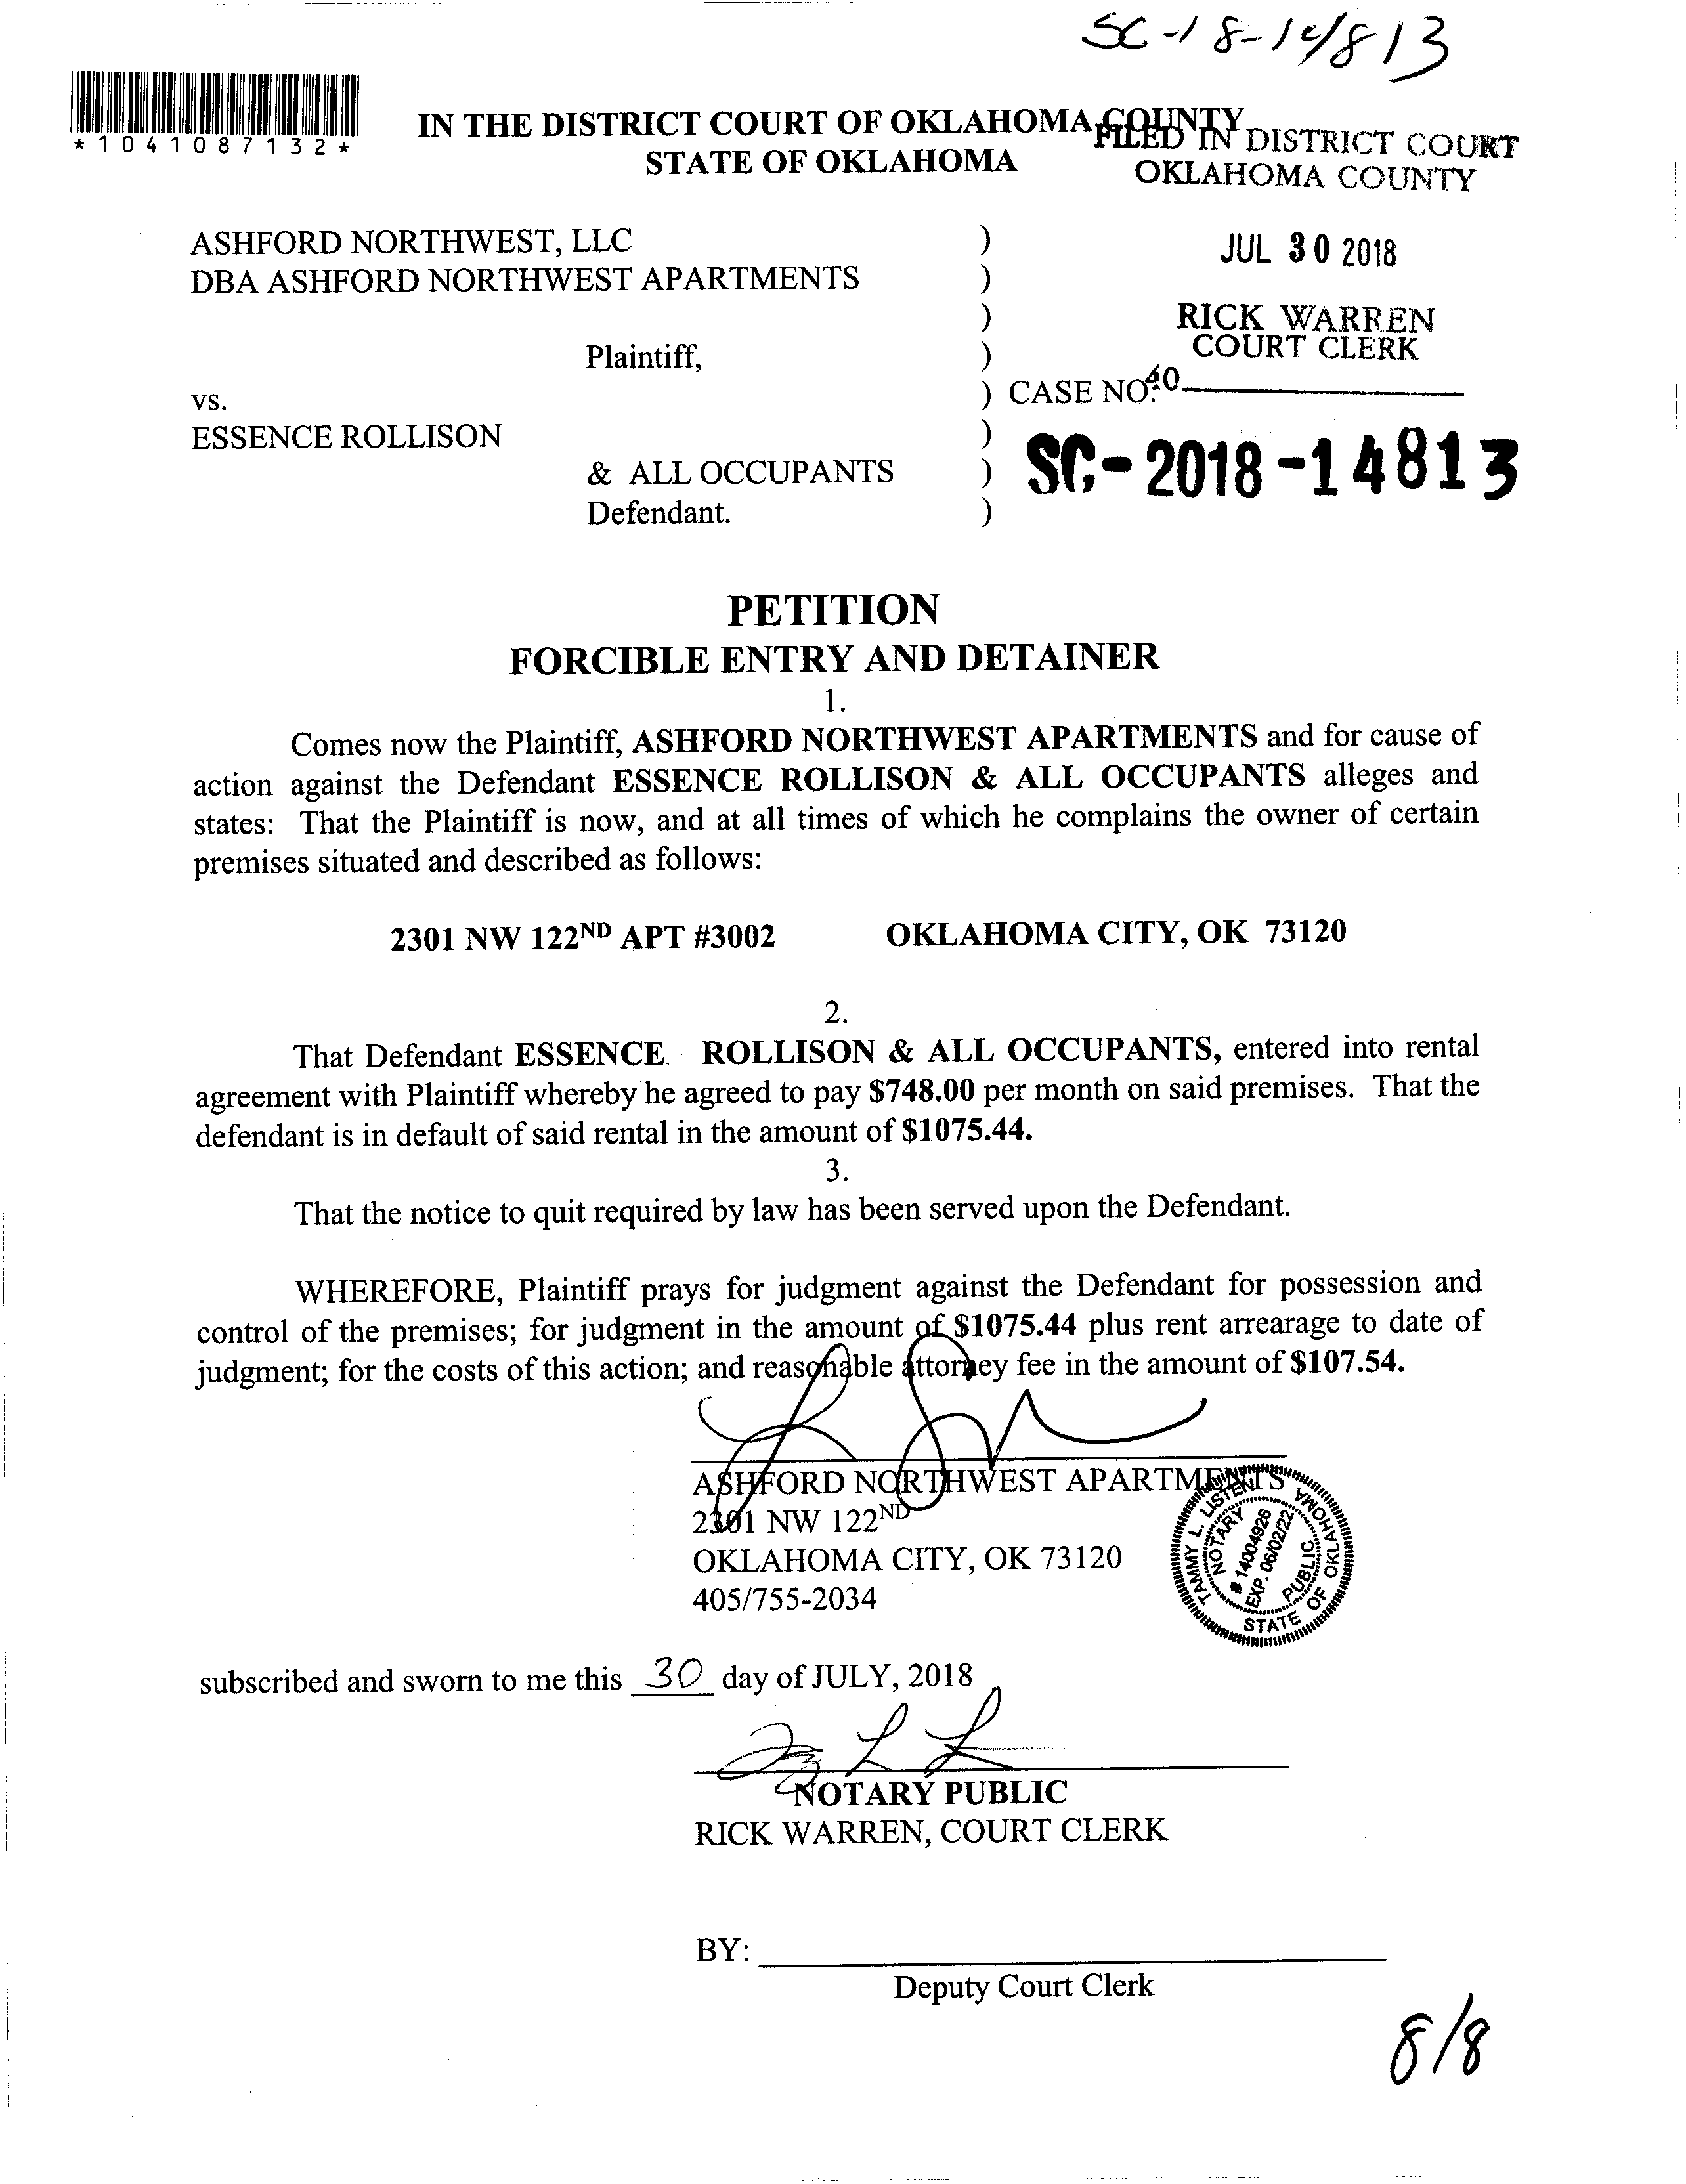 SC-18-14813
*1041087132*
IN THE DISTRICT COURT OF OKLAHOMA COUNTY
STATE OF OKLAHOMA
FILED IN DISTRICT COURT
OKLAHOMA COUNTY
JUL 30 2018
RICK WARREN
COURT CLERK
40
ASHFORD NORTHWEST, LLC )
DBA ASHFORD NORTHWEST APARTMENTS )
)
Plaintiff, )
vs. ) CASE NO.
ESSENCE ROLLISON )
& ALL OCCUPANTS ) SC-2018-14813
Defendant. )
PETITION
FORCIBLE ENTRY AND DETAINER
1.
Comes now the Plaintiff, ASHFORD NORTHWEST APARTMENTS and for cause of
action against the Defendant ESSENCE ROLLISON & ALL OCCUPANTS alleges and
states: That the Plaintiff is now, and at all times of which he complains the owner of certain
premises situated and described as follows:
2301 NW 122ND APT #3002 OKLAHOMA CITY, OK 73120
2.
That Defendant ESSENCE ROLLISON & ALL OCCUPANTS, entered into rental
agreement with Plaintiff whereby he agreed to pay $748.00 per month on said premises. That the
defendant is in default of said rental in the amount of $1075.44.
3.
That the notice to quit required by law has been served upon the Defendant.
WHEREFORE, Plaintiff prays for judgment against the Defendant for possession and
control of the premises; for judgment in the amount of $1075.44 plus rent arrearage to date of
judgment; for the costs of this action; and reasonable attorney fee in the amount of $107.54.
ASHFORD NORTHWEST APARTMENTS
2301 NW 122ND
OKLAHOMA CITY, OK 73120
405/755-2034
TAMMY L. LISTEN
NOTARY
# 14004926
EXP. 06/02/22
PUBLIC
STATE OF OKLAHOMA
subscribed and sworn to me this 30 day of JULY, 2018
NOTARY PUBLIC
RICK WARREN, COURT CLERK
BY:
Deputy Court Clerk
8/8